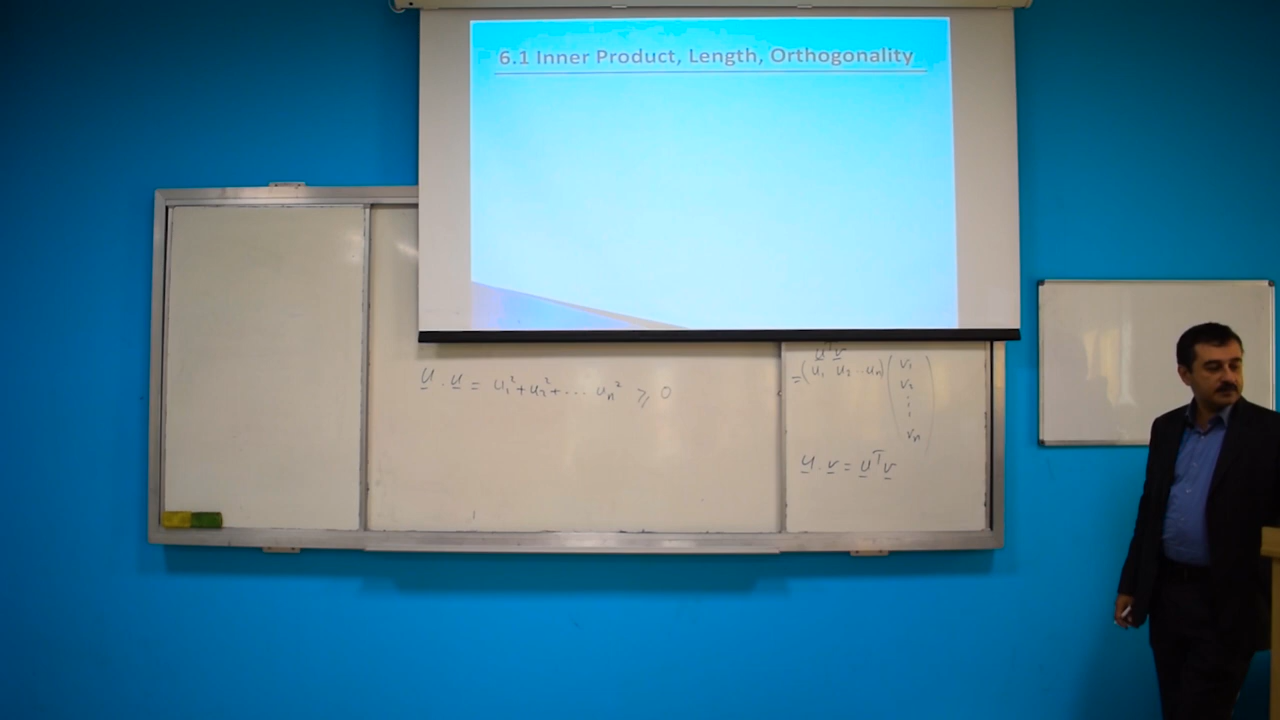 6.1 Inner Product, Length, Orthogonality
u . u = u₁² + u₂² + ... uₙ² ⩾ 0
uᵀv
= (u₁ u₂ ... uₙ) (v₁
v₂
⋮
vₙ)
u . v = uᵀv